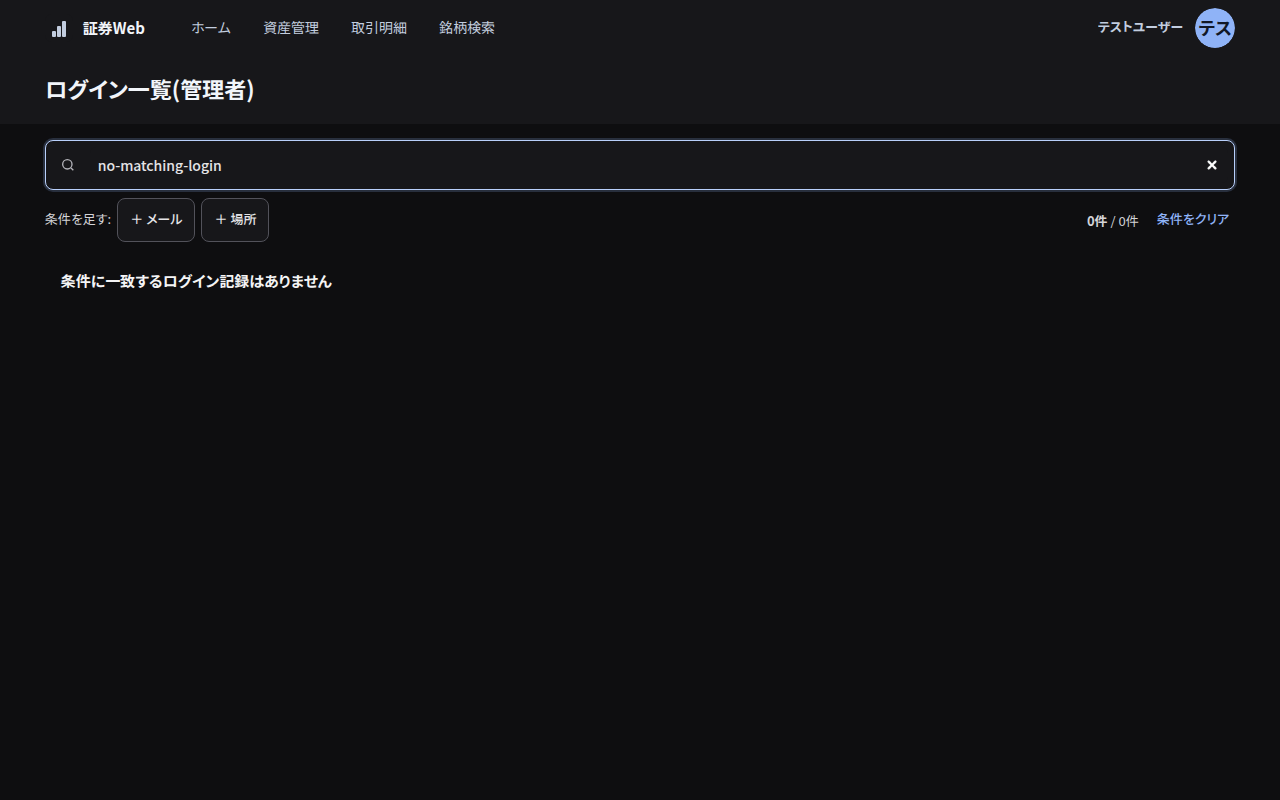 証券Web ホーム 資産管理 取引明細 銘柄検索 テストユーザー テス
ログイン一覧(管理者)
no-matching-login
条件を足す: + メール + 場所 0件 / 0件 条件をクリア
条件に一致するログイン記録はありません